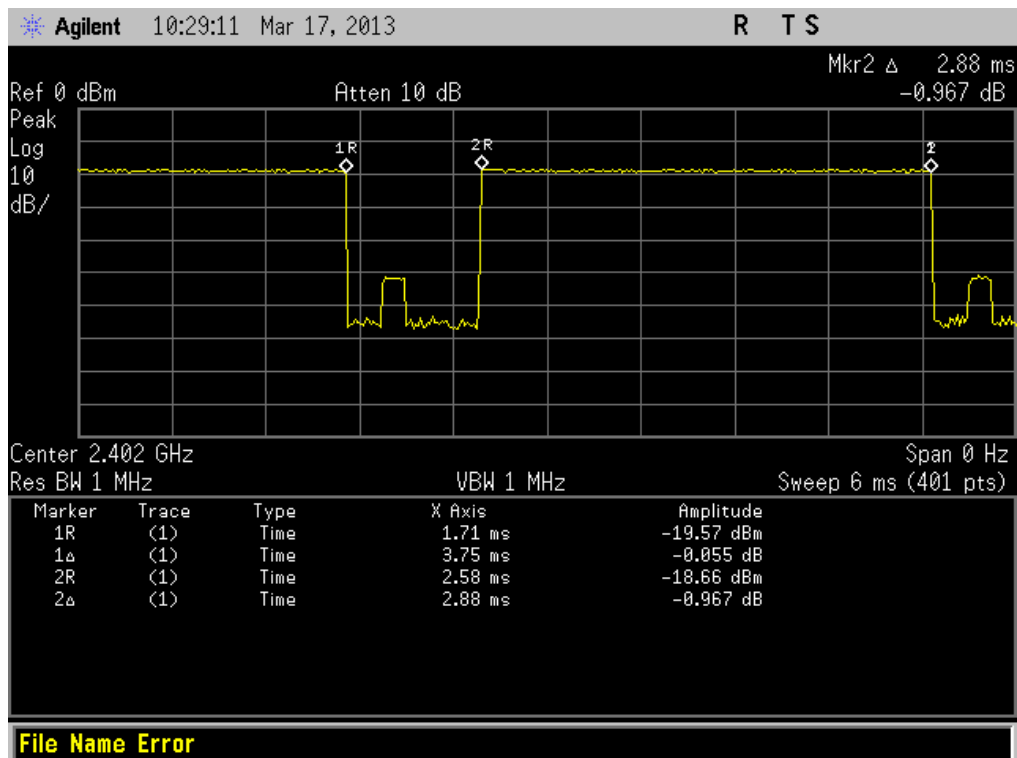 Agilent 10:29:11 Mar 17, 2013 R T S
Mkr2 Δ 2.88 ms
Ref 0 dBm Atten 10 dB -0.967 dB
Peak
Log
10
dB/
1R 2R 2
Center 2.402 GHz Span 0 Hz
Res BW 1 MHz VBW 1 MHz Sweep 6 ms (401 pts)
Marker Trace Type X Axis Amplitude
1R (1) Time 1.71 ms -19.57 dBm
1Δ (1) Time 3.75 ms -0.055 dB
2R (1) Time 2.58 ms -18.66 dBm
2Δ (1) Time 2.88 ms -0.967 dB
File Name Error